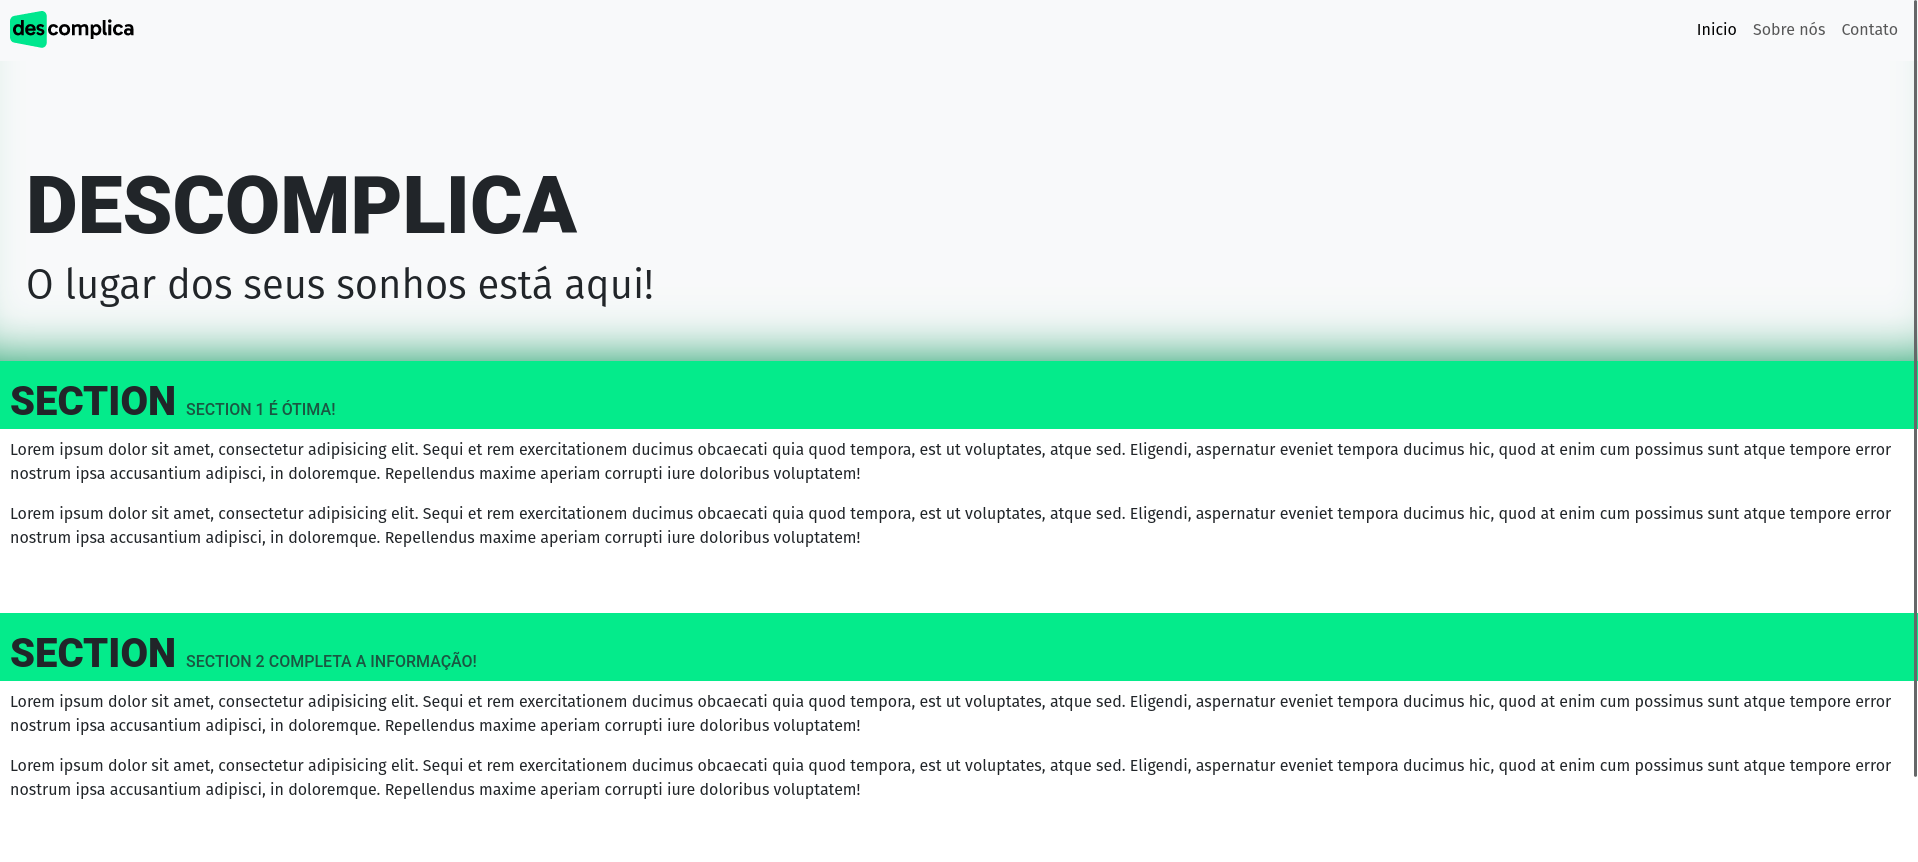 descomplica
Inicio Sobre nós Contato
DESCOMPLICA
O lugar dos seus sonhos está aqui!
SECTION SECTION 1 É ÓTIMA!
Lorem ipsum dolor sit amet, consectetur adipisicing elit. Sequi et rem exercitationem ducimus obcaecati quia quod tempora, est ut voluptates, atque sed. Eligendi, aspernatur eveniet tempora ducimus hic, quod at enim cum possimus sunt atque tempore error
nostrum ipsa accusantium adipisci, in doloremque. Repellendus maxime aperiam corrupti iure doloribus voluptatem!
Lorem ipsum dolor sit amet, consectetur adipisicing elit. Sequi et rem exercitationem ducimus obcaecati quia quod tempora, est ut voluptates, atque sed. Eligendi, aspernatur eveniet tempora ducimus hic, quod at enim cum possimus sunt atque tempore error
nostrum ipsa accusantium adipisci, in doloremque. Repellendus maxime aperiam corrupti iure doloribus voluptatem!
SECTION SECTION 2 COMPLETA A INFORMAÇÃO!
Lorem ipsum dolor sit amet, consectetur adipisicing elit. Sequi et rem exercitationem ducimus obcaecati quia quod tempora, est ut voluptates, atque sed. Eligendi, aspernatur eveniet tempora ducimus hic, quod at enim cum possimus sunt atque tempore error
nostrum ipsa accusantium adipisci, in doloremque. Repellendus maxime aperiam corrupti iure doloribus voluptatem!
Lorem ipsum dolor sit amet, consectetur adipisicing elit. Sequi et rem exercitationem ducimus obcaecati quia quod tempora, est ut voluptates, atque sed. Eligendi, aspernatur eveniet tempora ducimus hic, quod at enim cum possimus sunt atque tempore error
nostrum ipsa accusantium adipisci, in doloremque. Repellendus maxime aperiam corrupti iure doloribus voluptatem!